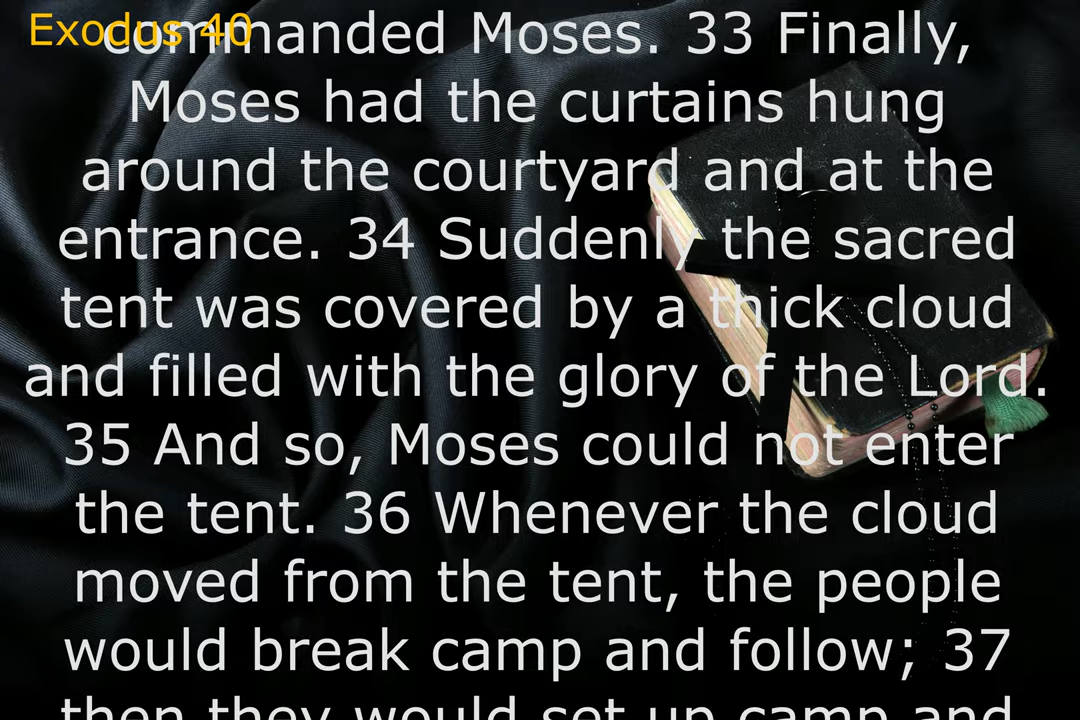 Exodus 40
commanded Moses. 33 Finally,
Moses had the curtains hung
around the courtyard and at the
entrance. 34 Suddenly the sacred
tent was covered by a thick cloud
and filled with the glory of the Lord.
35 And so, Moses could not enter
the tent. 36 Whenever the cloud
moved from the tent, the people
would break camp and follow; 37
then they would set up camp and